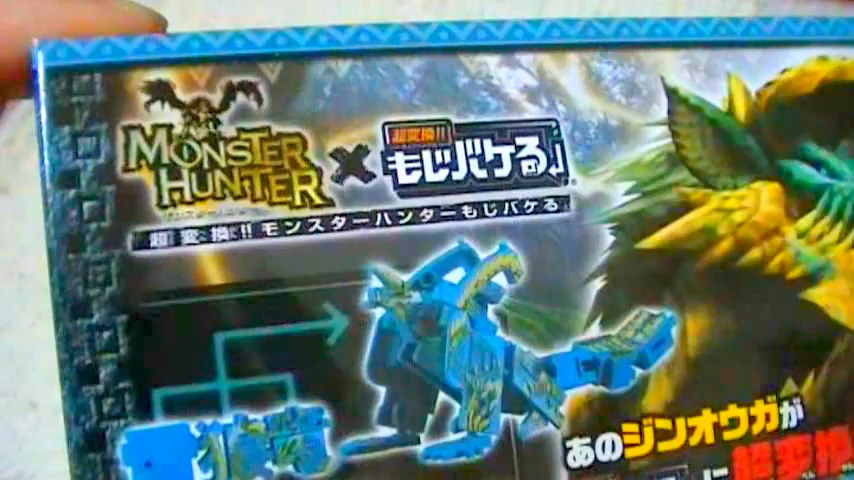 MONSTER
HUNTER
×
超変換!!
もじバケる
超変換!!モンスターハンターもじバケる
あのジンオウガが
に超変換